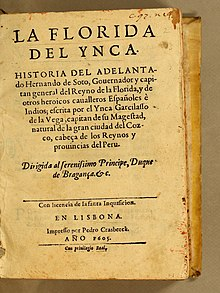 LA FLORIDA
DEL YNCA.
HISTORIA DEL ADELANTA-
do Hernando de Soto, Gouernador y capi-
tan general del Reyno de la Florida, y de
otros heroicos caualleros Españoles è
Indios; escrita por el Ynca Garcilasso
de la Vega, capitan de su Magestad,
natural de la gran ciudad del Coz-
co, cabeça de los Reynos y
prouincias del Peru.
Dirigida al serenissimo Principe, Duque
de Bragança. &c.
Con licencia de la santa Inquisicion.
EN LISBONA.
Impresso por Pedro Crasbeeck.
AÑO 1605.
Con priuilegio Real.